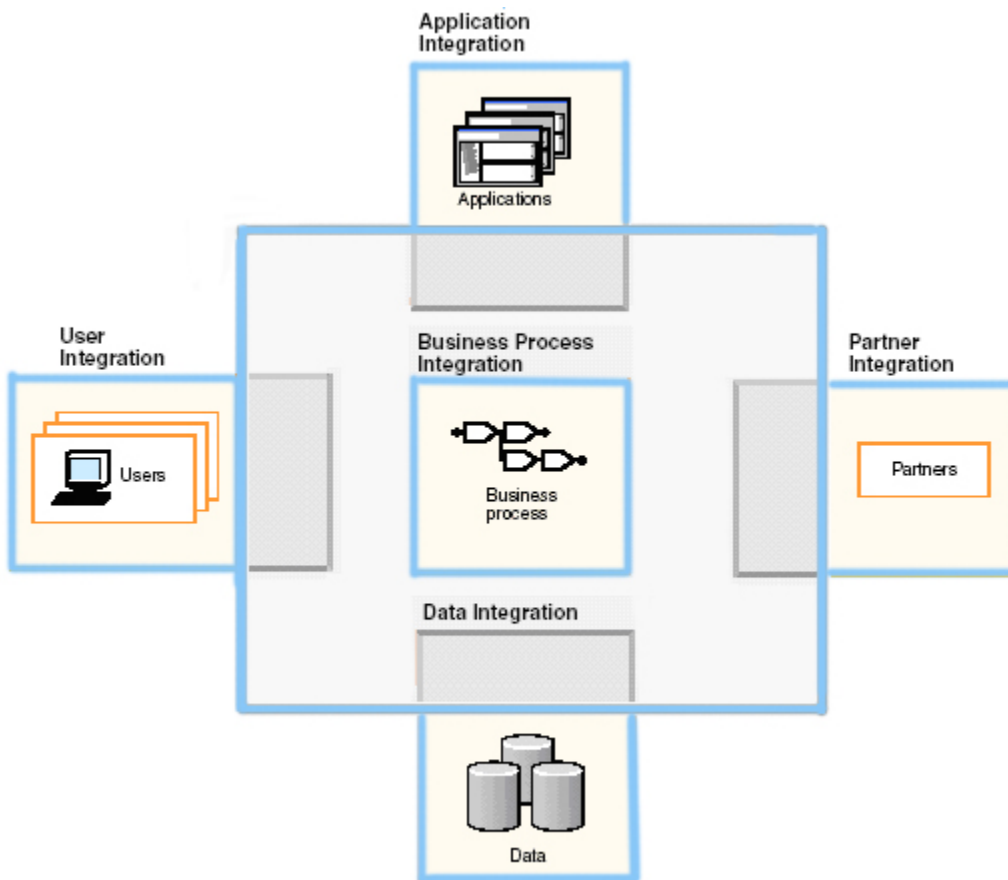 Application
Integration
Applications
User
Integration
Users
Business Process
Integration
Business
process
Partner
Integration
Partners
Data Integration
Data